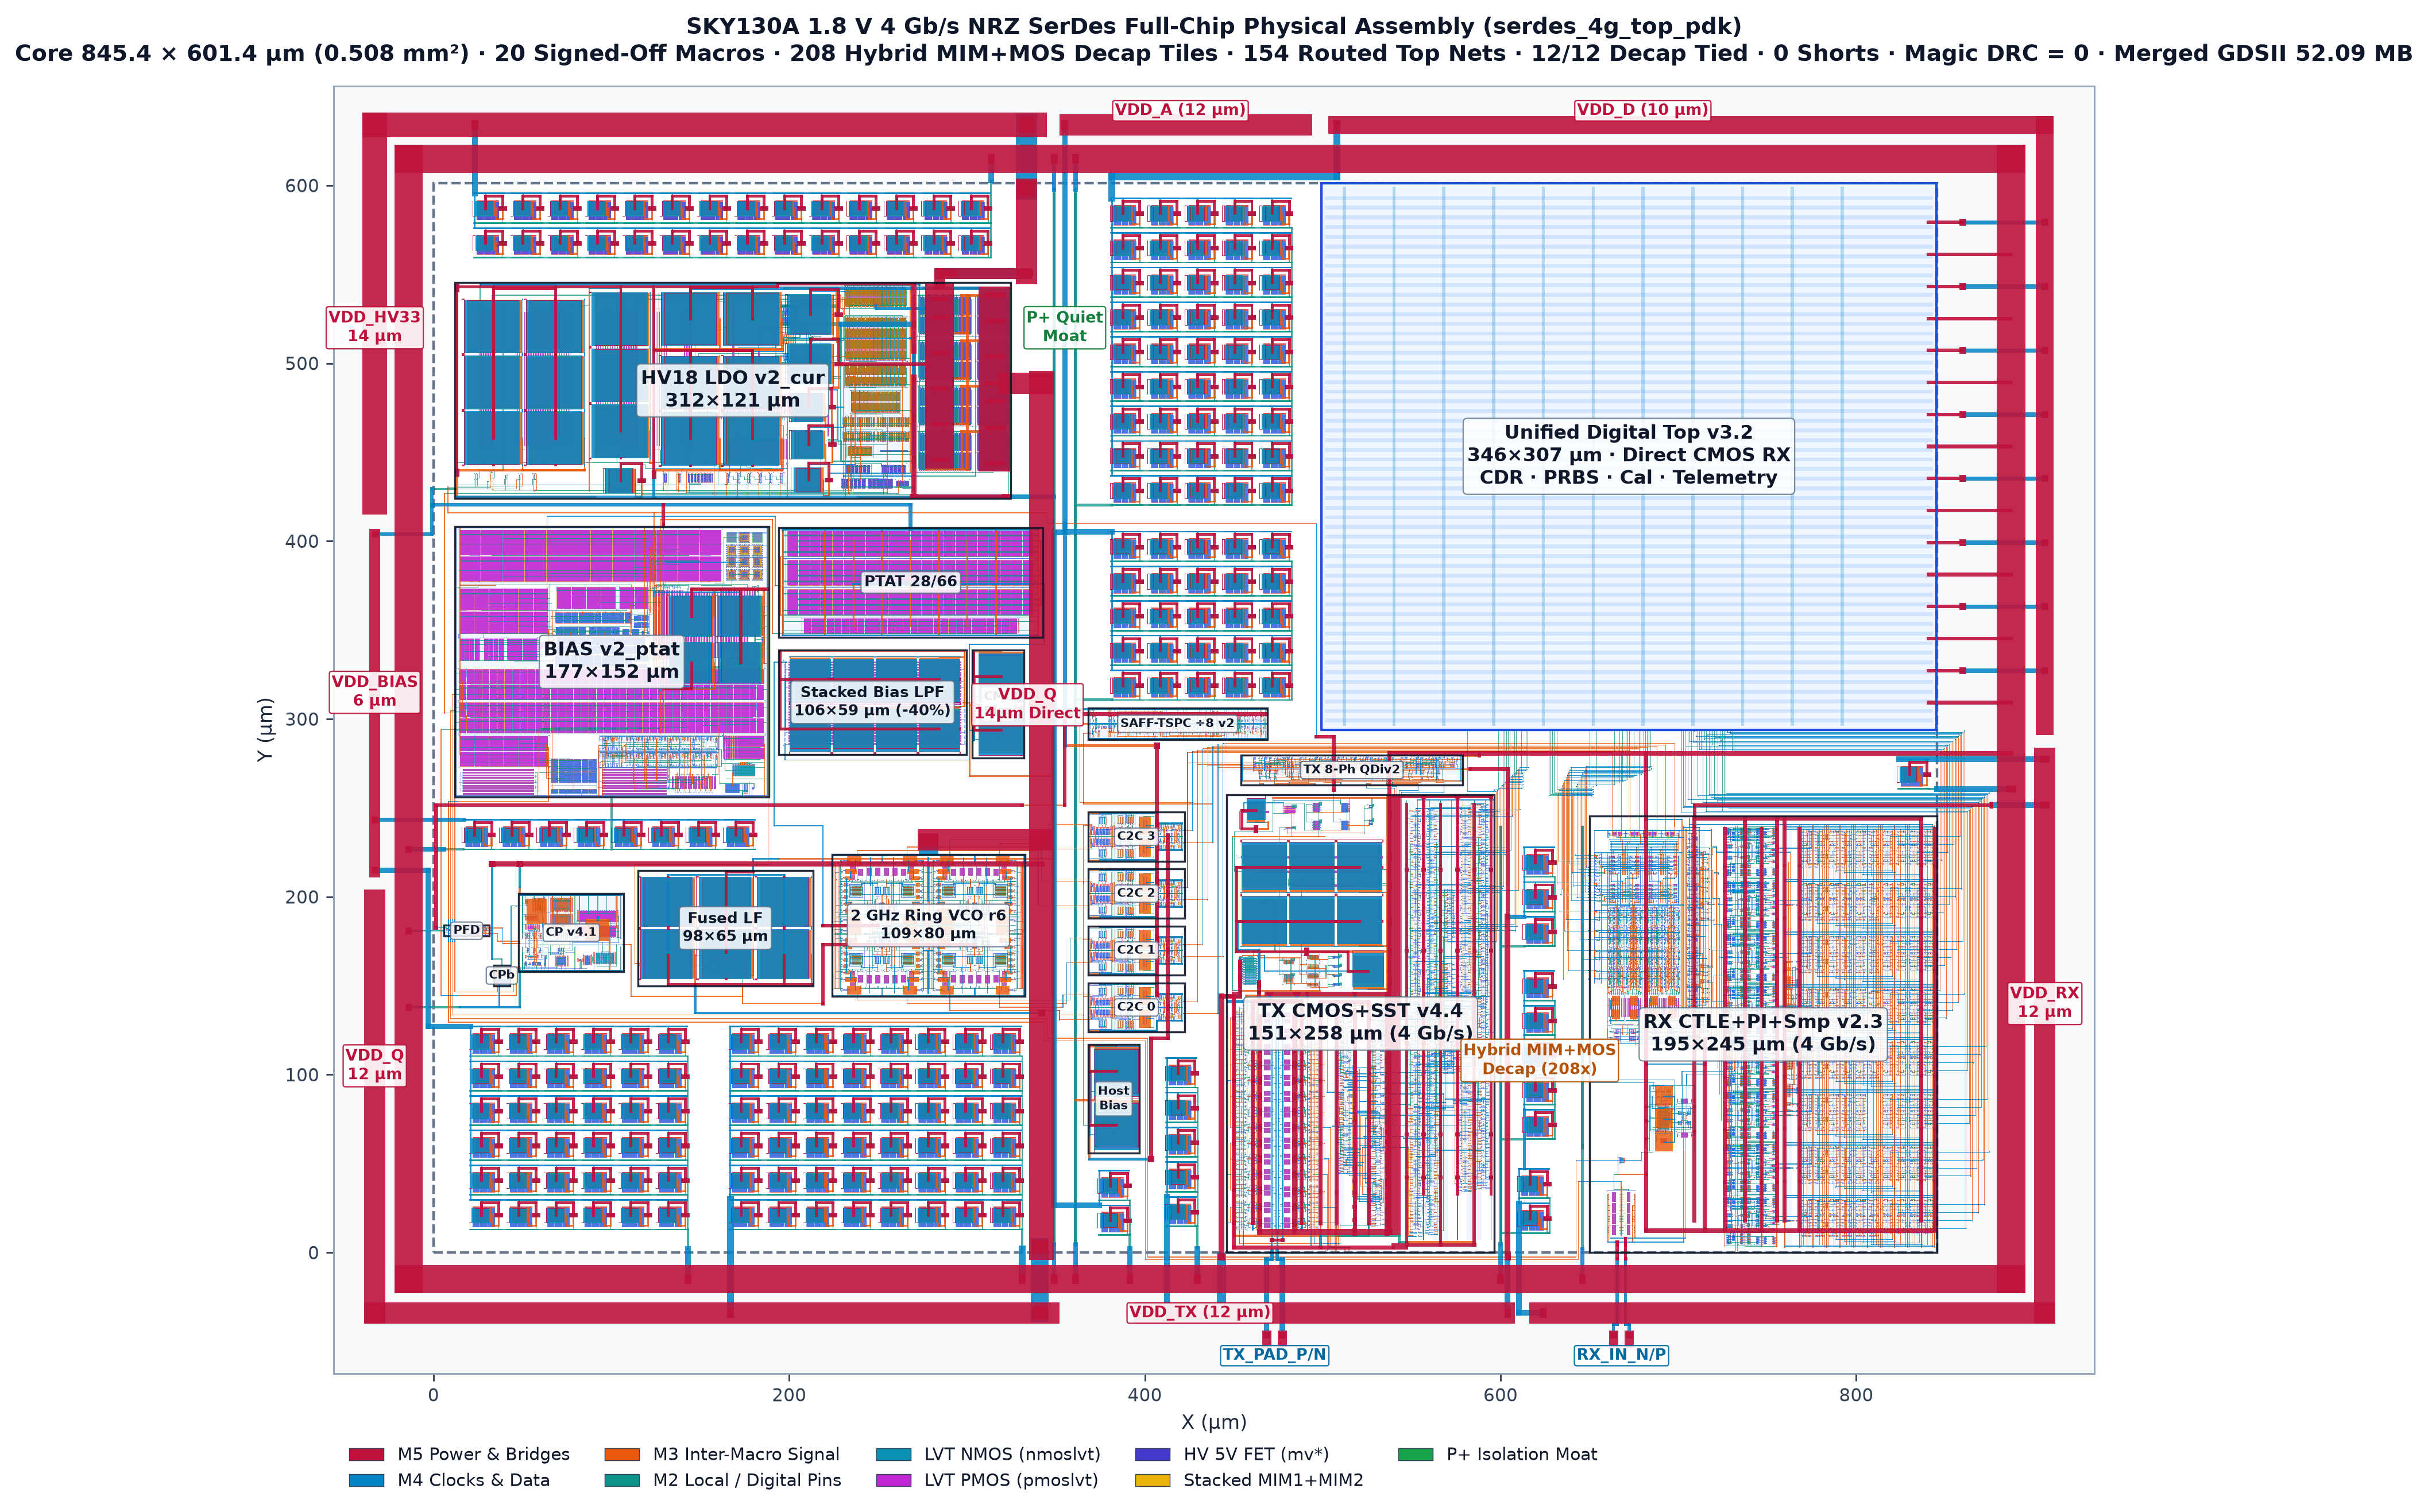 SKY130A 1.8 V 4 Gb/s NRZ SerDes Full-Chip Physical Assembly (serdes_4g_top_pdk)
Core 845.4 × 601.4 µm (0.508 mm²) · 20 Signed-Off Macros · 208 Hybrid MIM+MOS Decap Tiles · 154 Routed Top Nets · 12/12 Decap Tied · 0 Shorts · Magic DRC = 0 · Merged GDSII 52.09 MB
VDD_A (12 µm)
VDD_D (10 µm)
600
VDD_HV33
14 µm
P+ Quiet
Moat
500
HV18 LDO v2_cur
312×121 µm
Unified Digital Top v3.2
346×307 µm · Direct CMOS RX
CDR · PRBS · Cal · Telemetry
400
PTAT 28/66
BIAS v2_ptat
177×152 µm
VDD_BIAS
6 µm
Stacked Bias LPF
106×59 µm (-40%)
VDD_Q
14µm Direct
300
SAFF-TSPC ÷8 v2
Y (µm)
TX 8-Ph QDiv2
C2C 3
C2C 2
C2C 1
C2C 0
200
PFD
CP v4.1
CPb
Fused LF
98×65 µm
2 GHz Ring VCO r6
109×80 µm
VDD_RX
12 µm
TX CMOS+SST v4.4
151×258 µm (4 Gb/s)
RX CTLE+PI+Smp v2.3
195×245 µm (4 Gb/s)
Hybrid MIM+MOS
Decap (208x)
VDD_Q
12 µm
100
Host
Bias
0
VDD_TX (12 µm)
TX_PAD_P/N
RX_IN_N/P
0
200
400
600
800
X (µm)
M5 Power & Bridges
M4 Clocks & Data
M3 Inter-Macro Signal
M2 Local / Digital Pins
LVT NMOS (nmoslvt)
LVT PMOS (pmoslvt)
HV 5V FET (mv*)
Stacked MIM1+MIM2
P+ Isolation Moat